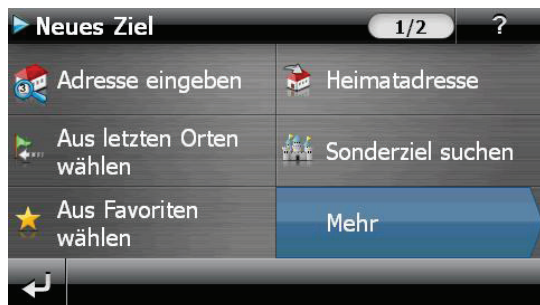 Neues Ziel
1/2
?
Adresse eingeben
Heimatadresse
Aus letzten Orten
wählen
Sonderziel suchen
Aus Favoriten
wählen
Mehr